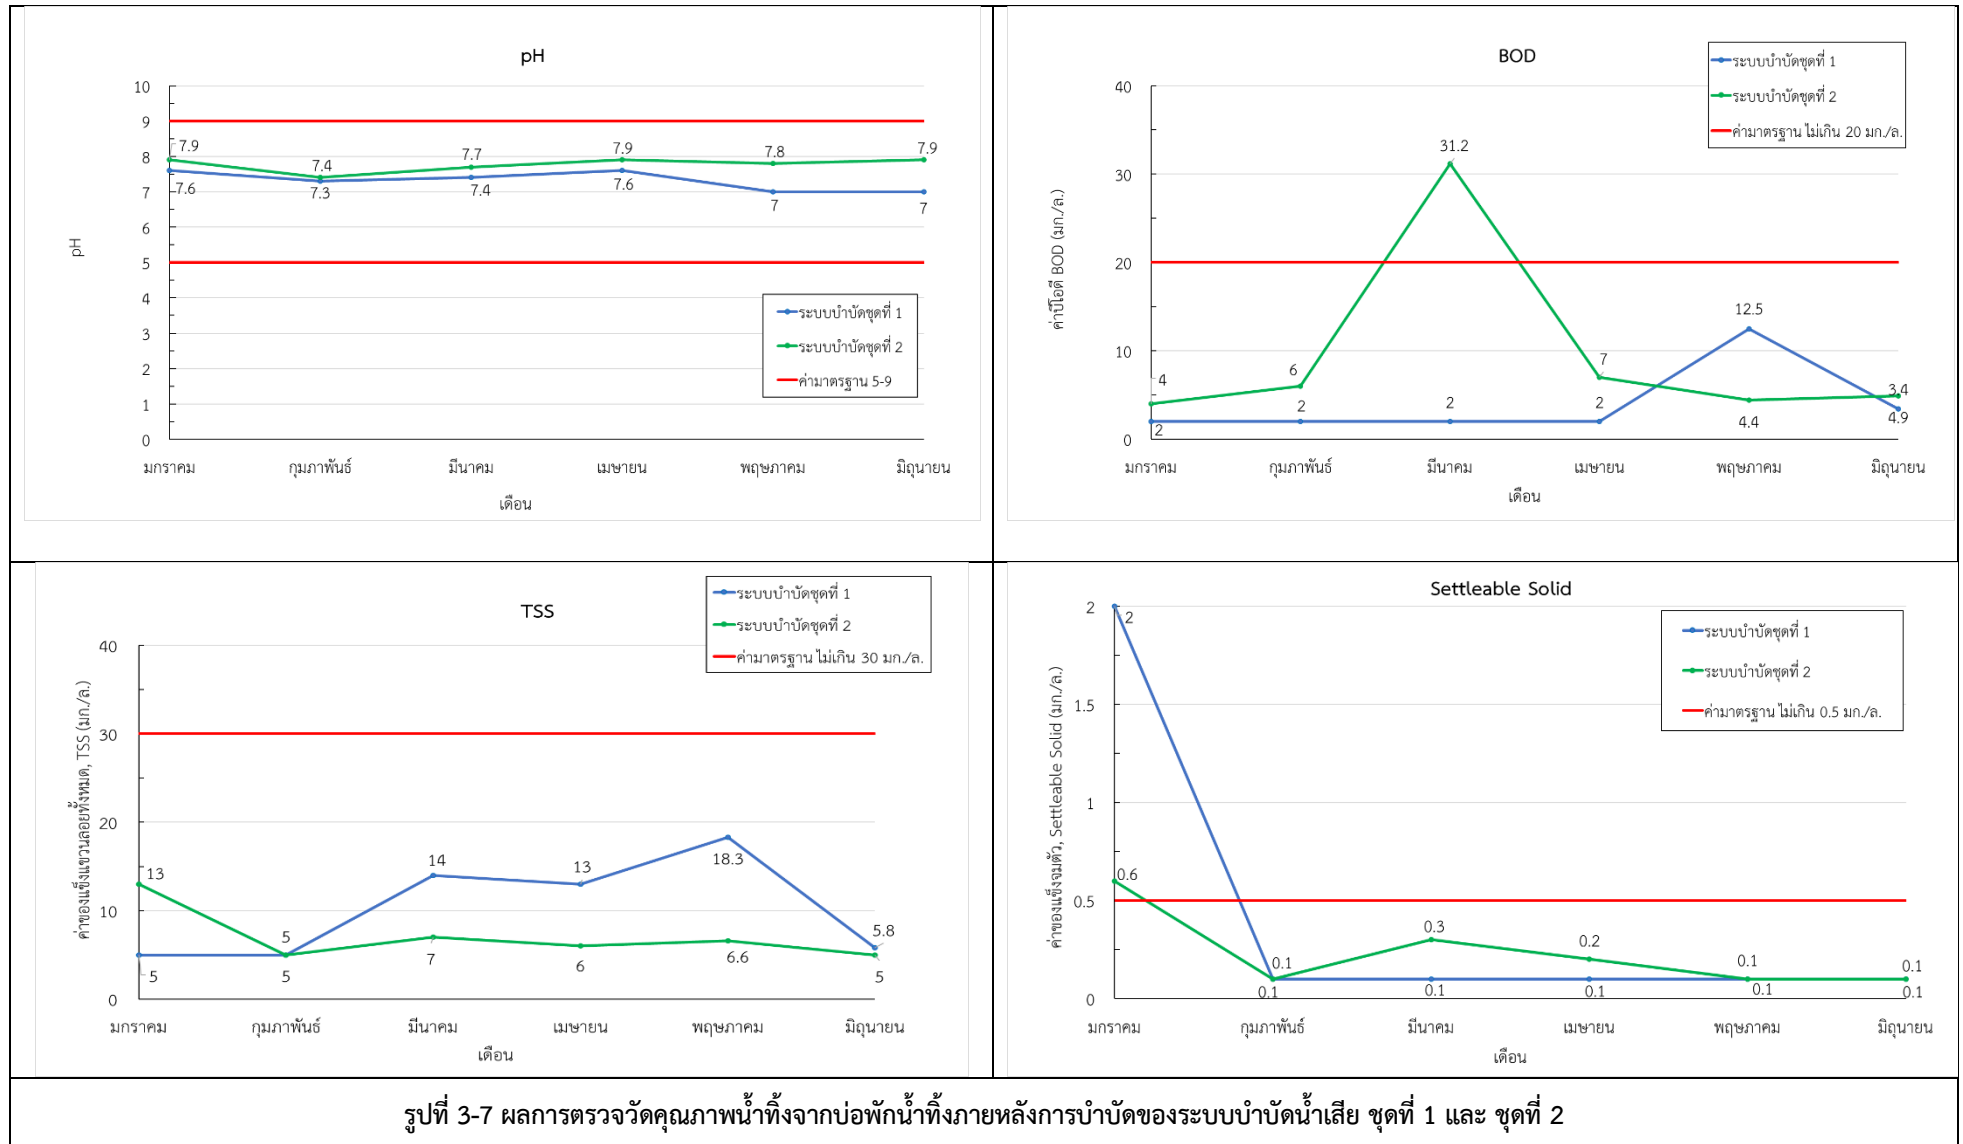 pH
ระบบบำบัดชุดที่ 1
ระบบบำบัดชุดที่ 2
ค่ามาตรฐาน 5-9
10
9
8
7
6
5
4
3
2
1
0
7.9
7.4
7.7
7.9
7.8
7.9
7.6
7.3
7.4
7.6
7
7
pH
มกราคม กุมภาพันธ์ มีนาคม เมษายน พฤษภาคม มิถุนายน
เดือน
BOD
ระบบบำบัดชุดที่ 1
ระบบบำบัดชุดที่ 2
ค่ามาตรฐาน ไม่เกิน 20 มก./ล.
40
30
20
10
0
ค่าบีโอดี BOD (มก./ล.)
4
6
31.2
7
4.4
4.9
2
2
2
2
12.5
3.4
มกราคม กุมภาพันธ์ มีนาคม เมษายน พฤษภาคม มิถุนายน
เดือน
TSS
ระบบบำบัดชุดที่ 1
ระบบบำบัดชุดที่ 2
ค่ามาตรฐาน ไม่เกิน 30 มก./ล.
40
30
20
10
0
ค่าของแข็งแขวนลอยทั้งหมด, TSS (มก./ล.)
13
5
14
13
18.3
5.8
5
5
7
6
6.6
5
มกราคม กุมภาพันธ์ มีนาคม เมษายน พฤษภาคม มิถุนายน
เดือน
Settleable Solid
ระบบบำบัดชุดที่ 1
ระบบบำบัดชุดที่ 2
ค่ามาตรฐาน ไม่เกิน 0.5 มก./ล.
2
1.5
1
0.5
0
ค่าของแข็งจมตัว, Settleable Solid (มก./ล.)
2
0.6
0.1
0.3
0.2
0.1
0.1
0.1
0.1
0.1
0.1
0.1
มกราคม กุมภาพันธ์ มีนาคม เมษายน พฤษภาคม มิถุนายน
เดือน
รูปที่ 3-7 ผลการตรวจวัดคุณภาพน้ำทิ้งจากบ่อพักน้ำทิ้งภายหลังการบำบัดของระบบบำบัดน้ำเสีย ชุดที่ 1 และ ชุดที่ 2